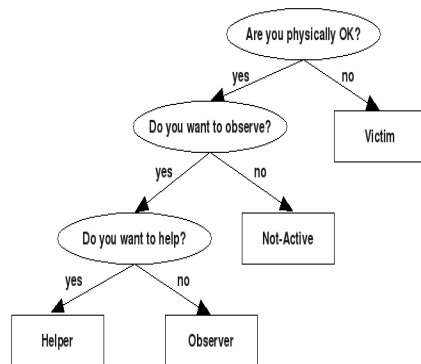 Are you physically OK?
yes
no
Do you want to observe?
Victim
yes
no
Do you want to help?
Not-Active
yes
no
Helper
Observer